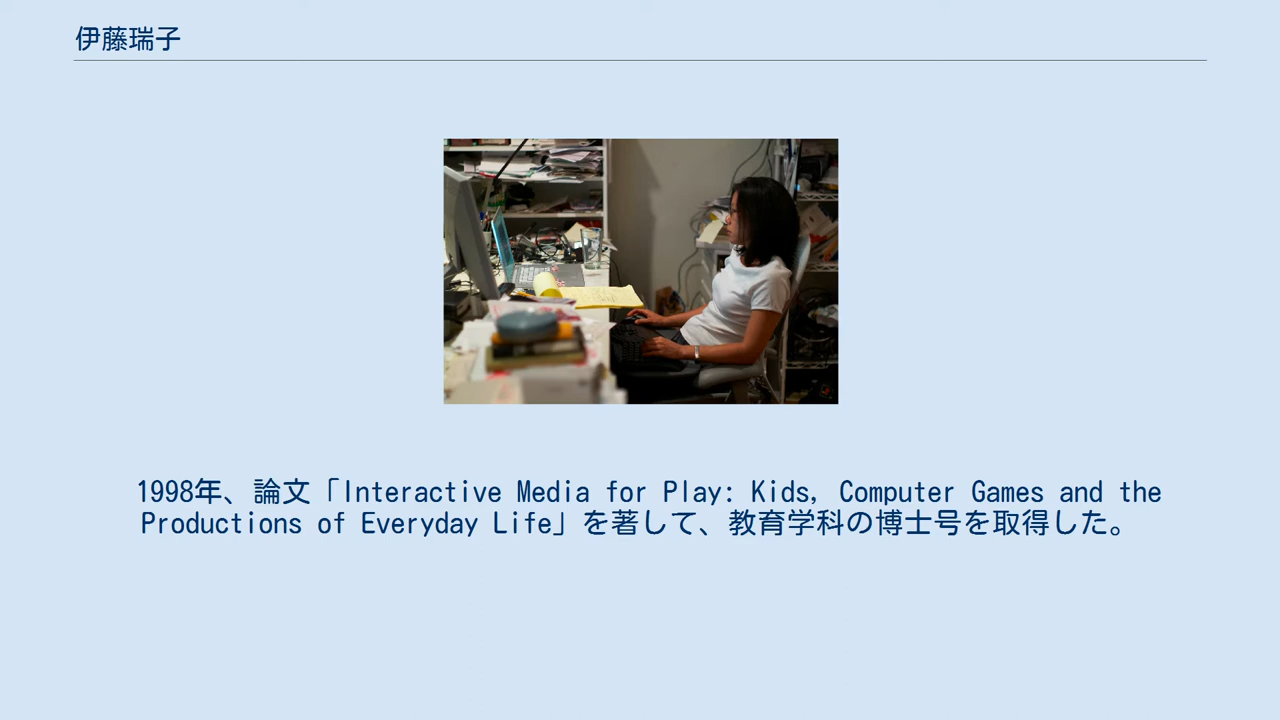 伊藤瑞子
1998年、論文「Interactive Media for Play: Kids, Computer Games and the
Productions of Everyday Life」を著して、教育学科の博士号を取得した。